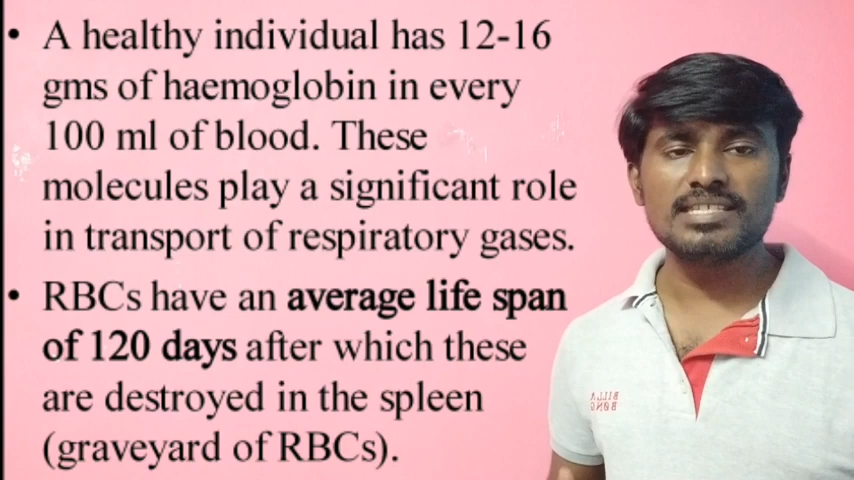 • A healthy individual has 12-16
gms of haemoglobin in every
100 ml of blood. These
molecules play a significant role
in transport of respiratory gases.
• RBCs have an average life span
of 120 days after which these
are destroyed in the spleen
(graveyard of RBCs).
BILLA
BONG